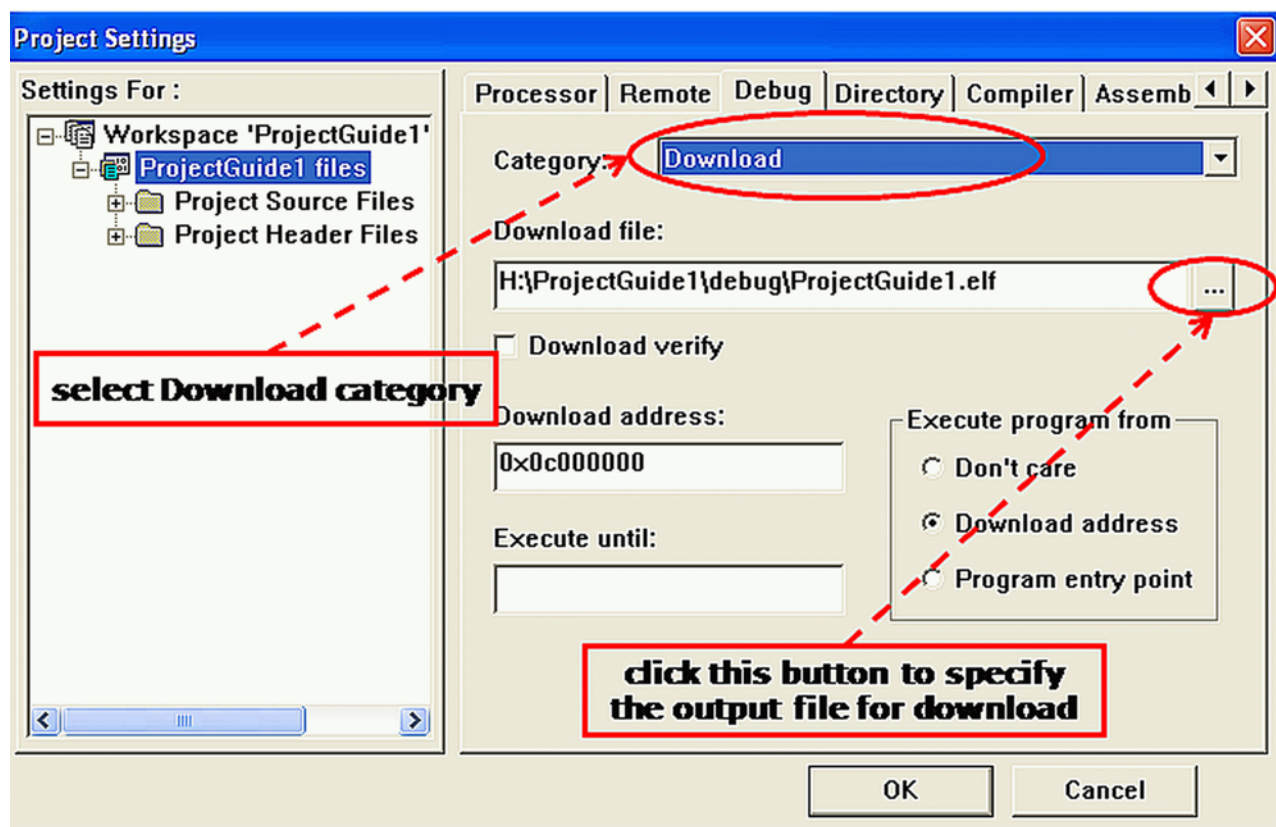 Project Settings
Settings For :
Workspace 'ProjectGuide1'
ProjectGuide1 files
Project Source Files
Project Header Files
Processor Remote Debug Directory Compiler Assemb
Category: Download
Download file:
H:\ProjectGuide1\debug\ProjectGuide1.elf
...
Download verify
select Download category
Download address:
0x0c000000
Execute until:
Execute program from
Don't care
Download address
Program entry point
click this button to specify
the output file for download
OK
Cancel